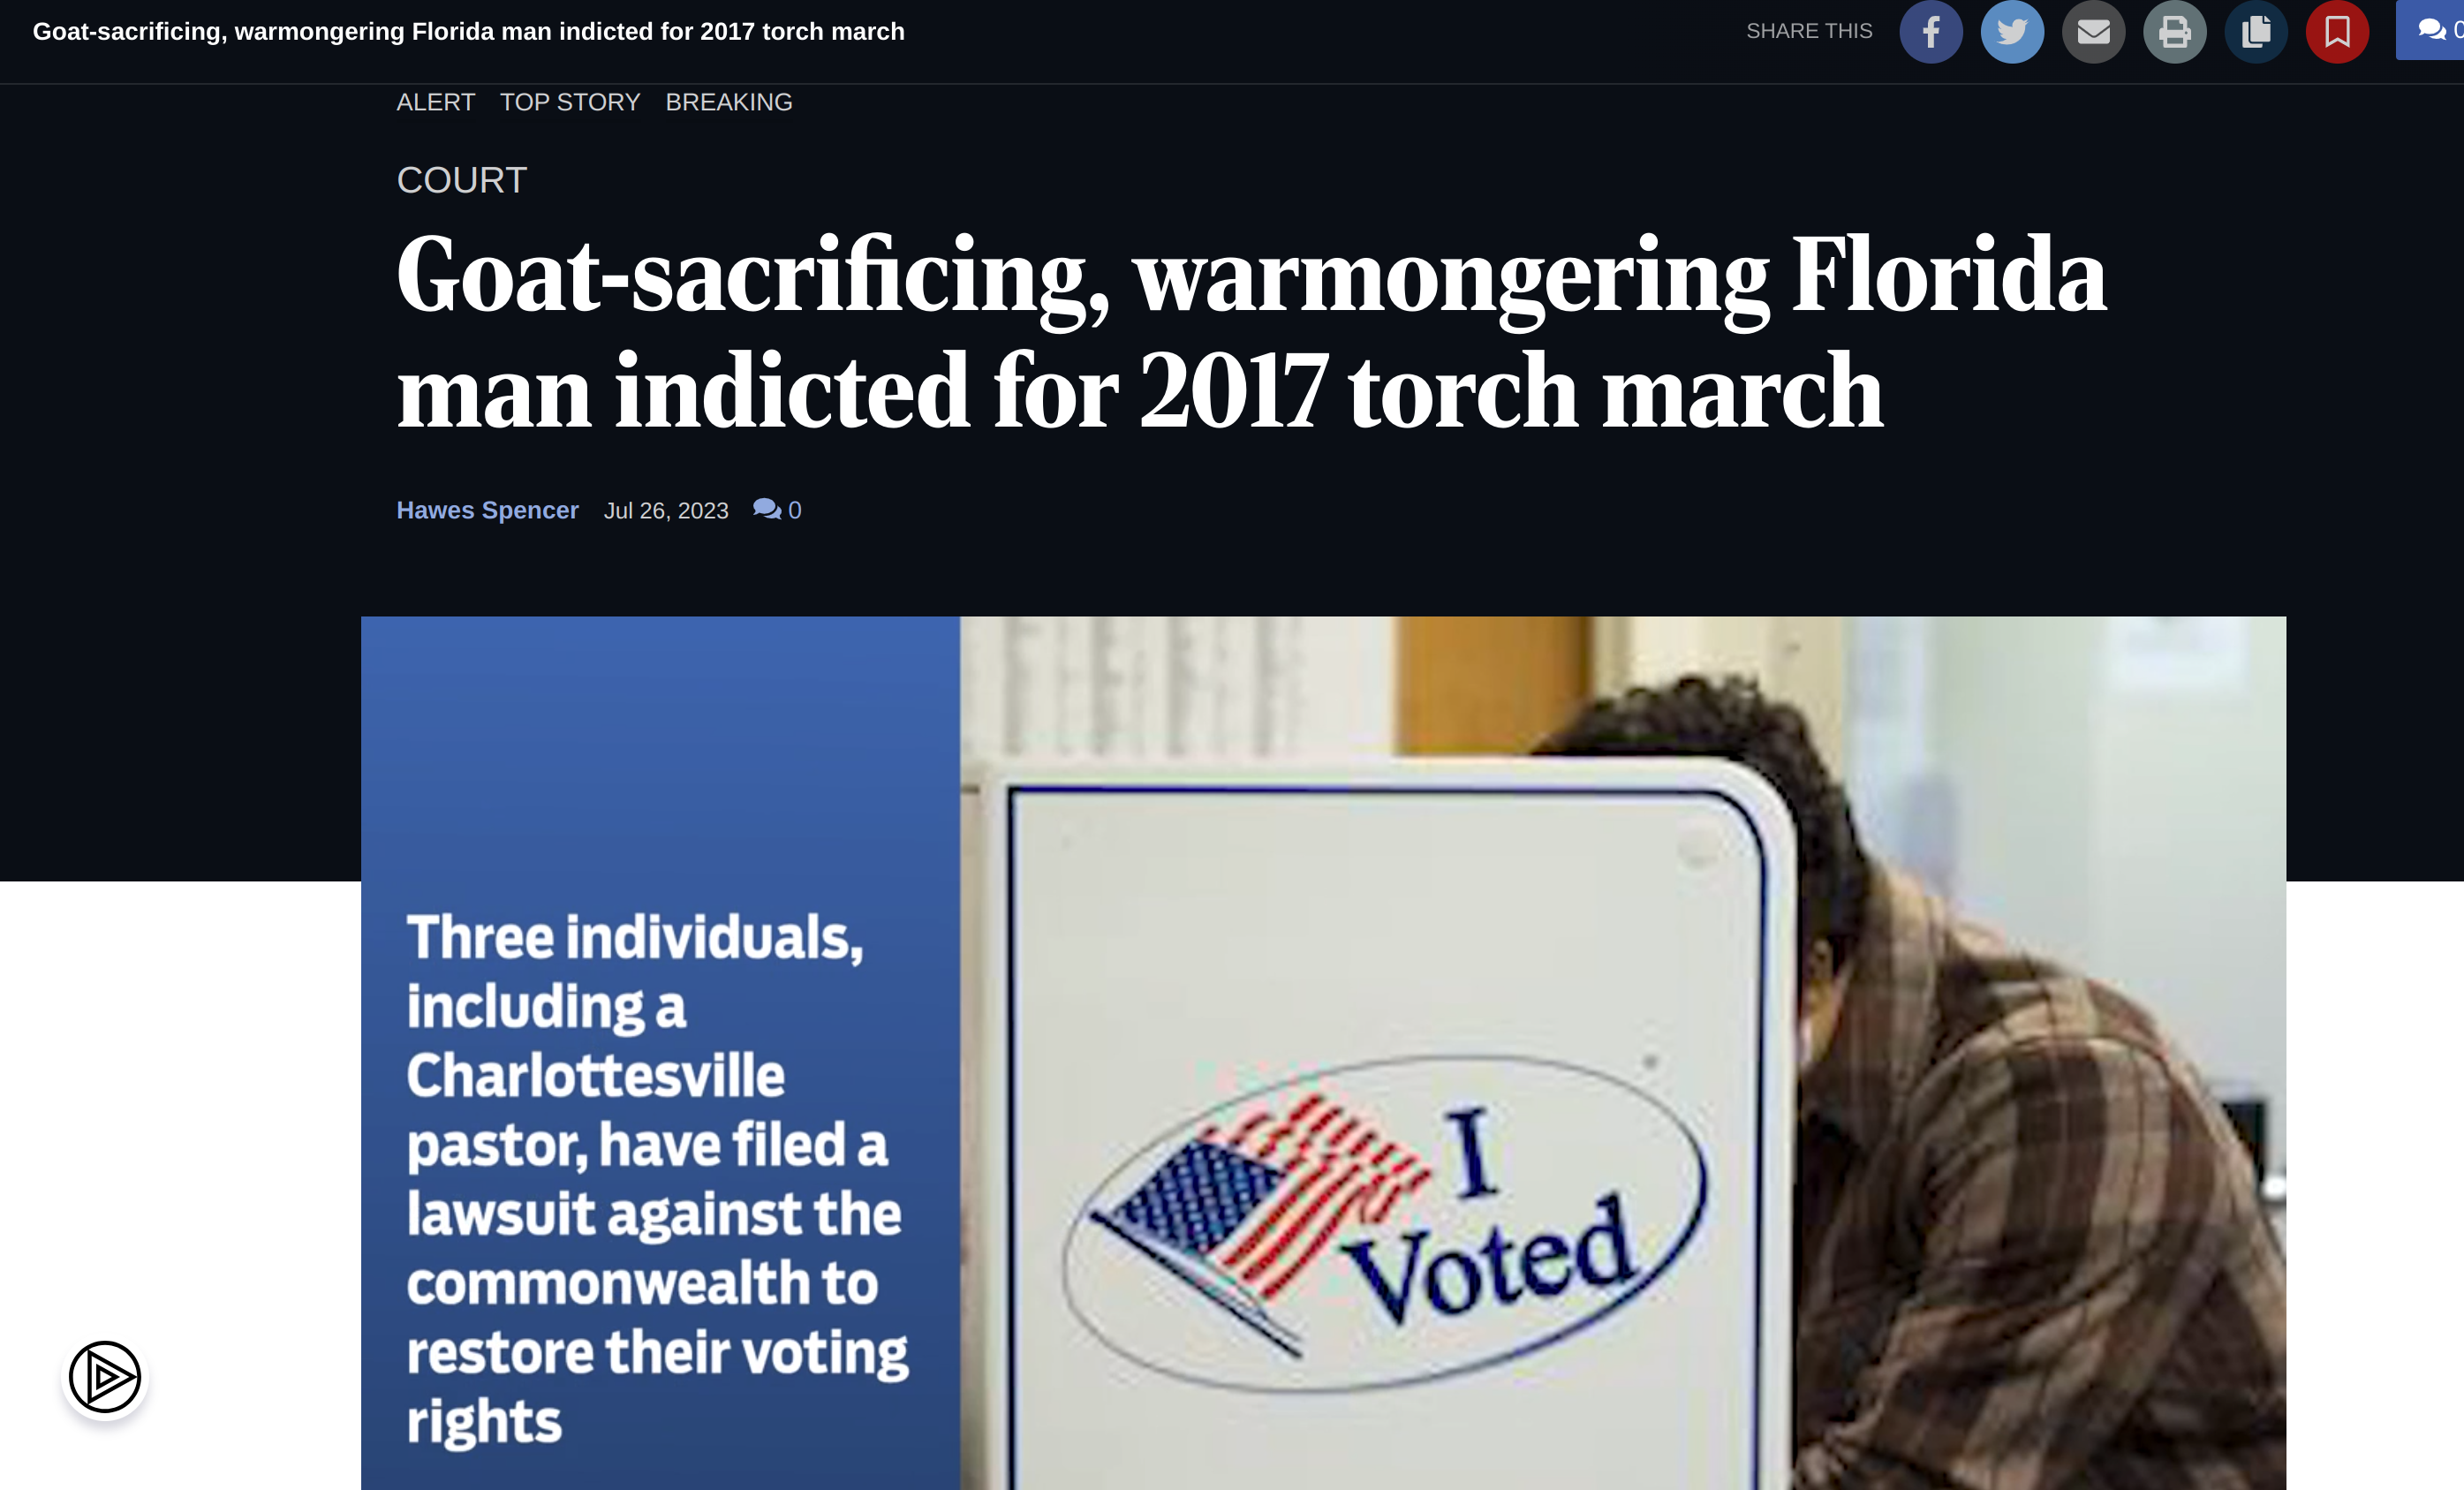 Goat-sacrificing, warmongering Florida man indicted for 2017 torch march
SHARE THIS
0
ALERT TOP STORY BREAKING
COURT
Goat-sacrificing, warmongering Florida
man indicted for 2017 torch march
Hawes Spencer Jul 26, 2023 0
Three individuals,
including a
Charlottesville
pastor, have filed a
lawsuit against the
commonwealth to
restore their voting
rights
I
Voted